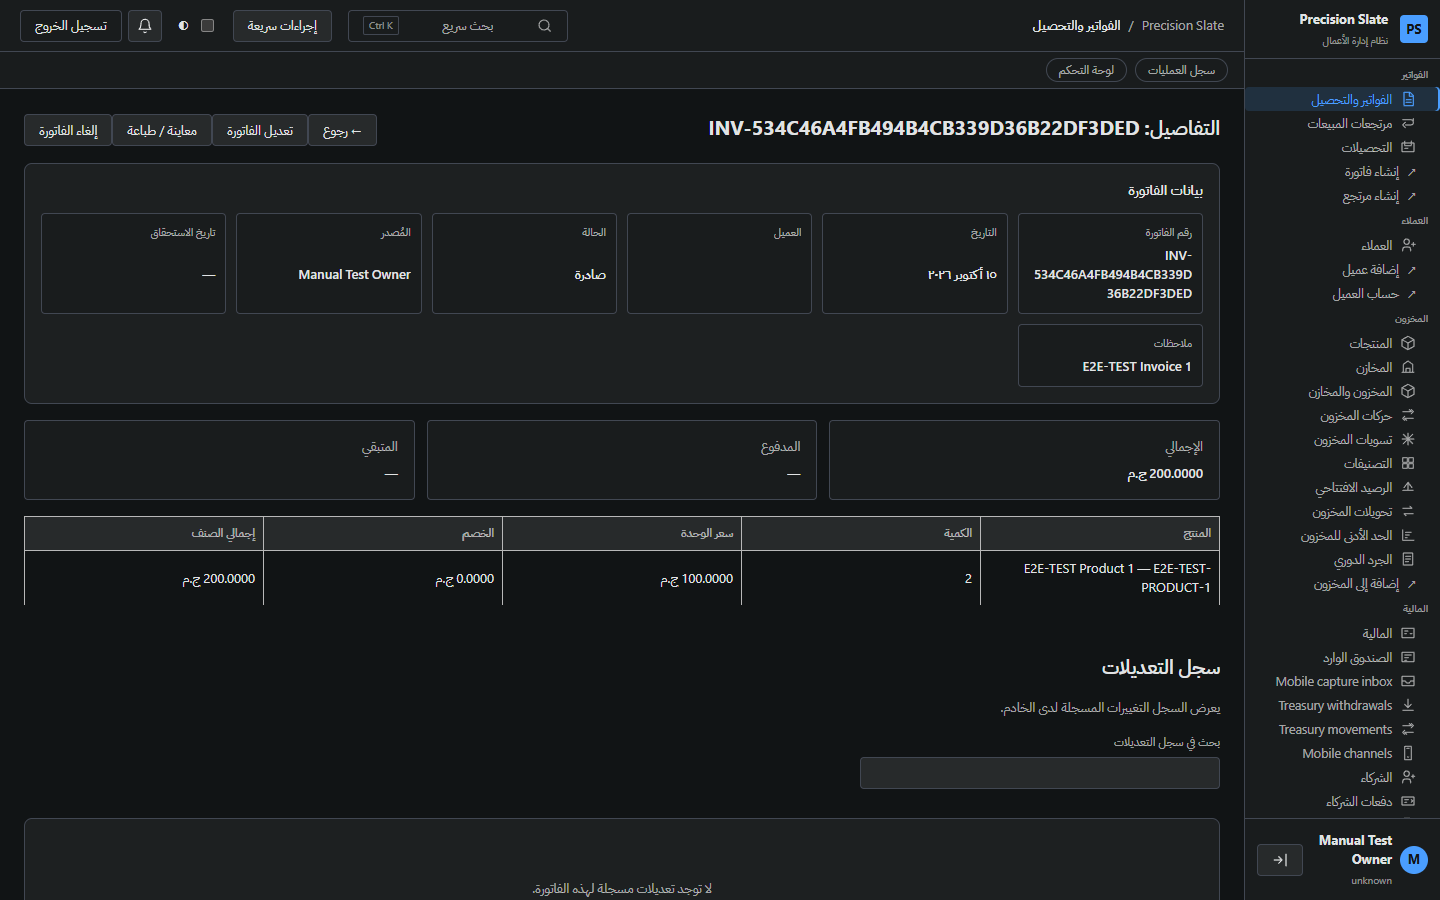 PS
Precision Slate
نظام إدارة الأعمال
Precision Slate / الفواتير والتحصيل
بحث سريع
Ctrl K
إجراءات سريعة
تسجيل الخروج
سجل العمليات
لوحة التحكم
الفواتير
الفواتير والتحصيل
مرتجعات المبيعات
التحصيلات
إنشاء فاتورة
إنشاء مرتجع
العملاء
العملاء
إضافة عميل
حساب العميل
المخزون
المنتجات
المخازن
المخزون والمخازن
حركات المخزون
تسويات المخزون
التصنيفات
الرصيد الافتتاحي
تحويلات المخزون
الحد الأدنى للمخزون
الجرد الدوري
إضافة إلى المخزون
المالية
المالية
الصندوق الوارد
Mobile capture inbox
Treasury withdrawals
Treasury movements
Mobile channels
الشركاء
دفعات الشركاء
M
Manual Test
Owner
unknown
التفاصيل: INV-534C46A4FB494B4CB339D36B22DF3DED
← رجوع
تعديل الفاتورة
معاينة / طباعة
إلغاء الفاتورة
بيانات الفاتورة
رقم الفاتورة
INV-
534C46A4FB494B4CB339D
36B22DF3DED
التاريخ
١٥ أكتوبر ٢٠٢٦
العميل
الحالة
صادرة
المُصدر
Manual Test Owner
تاريخ الاستحقاق
—
ملاحظات
E2E-TEST Invoice 1
الإجمالي
200.0000 ج.م
المدفوع
—
المتبقي
—
المنتج
الكمية
سعر الوحدة
الخصم
إجمالي الصنف
E2E-TEST Product 1 — E2E-TEST-
PRODUCT-1
2
100.0000 ج.م
0.0000 ج.م
200.0000 ج.م
سجل التعديلات
يعرض السجل التغييرات المسجلة لدى الخادم.
بحث في سجل التعديلات
لا توجد تعديلات مسجلة لهذه الفاتورة.